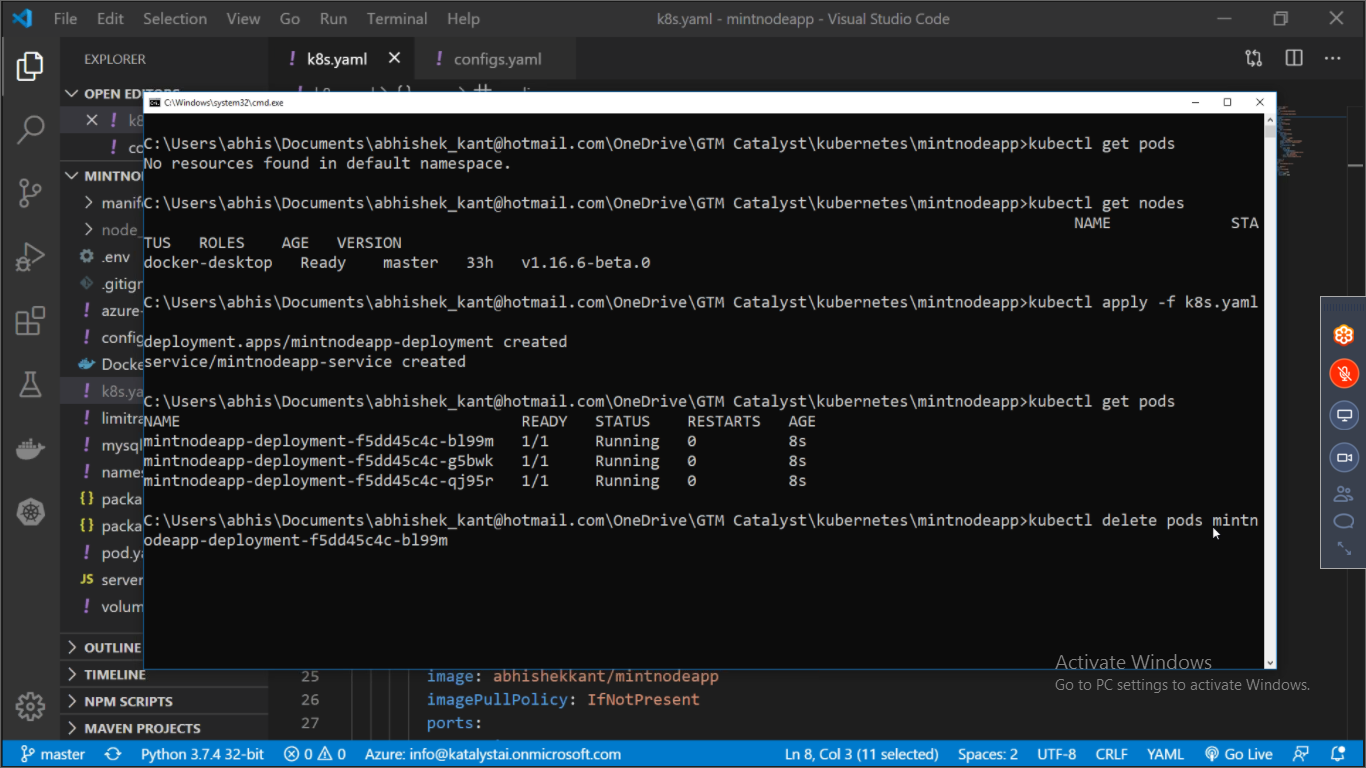 File Edit Selection View Go Run Terminal Help
k8s.yaml - mintnodeapp - Visual Studio Code
EXPLORER
! k8s.yaml
! configs.yaml
OPEN
C:\Windows\system32\cmd.exe
C:\Users\abhis\Documents\abhishek_kant@hotmail.com\OneDrive\GTM Catalyst\kubernetes\mintnodeapp>kubectl get pods
No resources found in default namespace.
C:\Users\abhis\Documents\abhishek_kant@hotmail.com\OneDrive\GTM Catalyst\kubernetes\mintnodeapp>kubectl get nodes
NAME STA
TUS ROLES AGE VERSION
docker-desktop Ready master 33h v1.16.6-beta.0
C:\Users\abhis\Documents\abhishek_kant@hotmail.com\OneDrive\GTM Catalyst\kubernetes\mintnodeapp>kubectl apply -f k8s.yaml
deployment.apps/mintnodeapp-deployment created
service/mintnodeapp-service created
C:\Users\abhis\Documents\abhishek_kant@hotmail.com\OneDrive\GTM Catalyst\kubernetes\mintnodeapp>kubectl get pods
NAME READY STATUS RESTARTS AGE
mintnodeapp-deployment-f5dd45c4c-bl99m 1/1 Running 0 8s
mintnodeapp-deployment-f5dd45c4c-g5bwk 1/1 Running 0 8s
mintnodeapp-deployment-f5dd45c4c-qj95r 1/1 Running 0 8s
C:\Users\abhis\Documents\abhishek_kant@hotmail.com\OneDrive\GTM Catalyst\kubernetes\mintnodeapp>kubectl delete pods mintn
odeapp-deployment-f5dd45c4c-bl99m
! k8
! co
MINTNO
manif
node_
.env
.gitign
! azure-
! config
Docke
! k8s.ya
! limitra
! mysql
! name
{} packa
{} packa
! pod.ya
JS server
! volum
OUTLINE
TIMELINE
NPM SCRIPTS
MAVEN PROJECTS
25 image: abhishekkant/mintnodeapp
26 imagePullPolicy: IfNotPresent
27 ports:
Activate Windows
Go to PC settings to activate Windows.
master Python 3.7.4 32-bit 0 0 Azure: info@katalystai.onmicrosoft.com Ln 8, Col 3 (11 selected) Spaces: 2 UTF-8 CRLF YAML Go Live